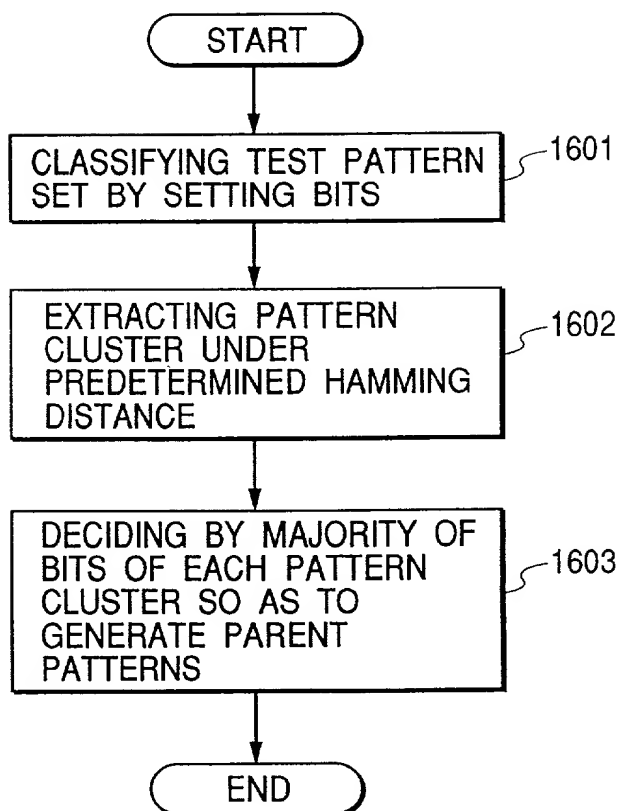 START
CLASSIFYING TEST PATTERN
SET BY SETTING BITS
1601
EXTRACTING PATTERN
CLUSTER UNDER
PREDETERMINED HAMMING
DISTANCE
1602
DECIDING BY MAJORITY OF
BITS OF EACH PATTERN
CLUSTER SO AS TO
GENERATE PARENT
PATTERNS
1603
END